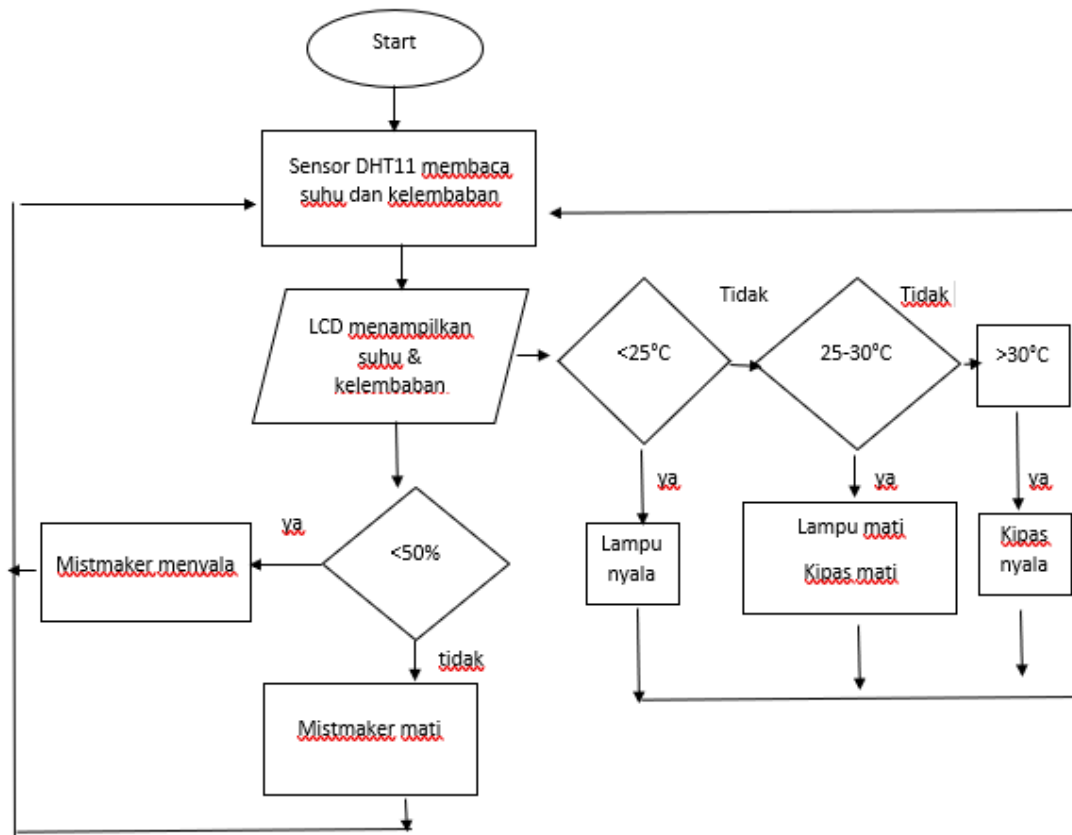 Start
Sensor DHT11 membaca
suhu dan kelembaban
LCD menampilkan
suhu &
kelembaban
<25°C
Tidak
25-30°C
Tidak
>30°C
ya
Lampu
nyala
ya
Lampu mati
Kipas mati
ya
Kipas
nyala
<50%
ya
Mistmaker menyala
tidak
Mistmaker mati